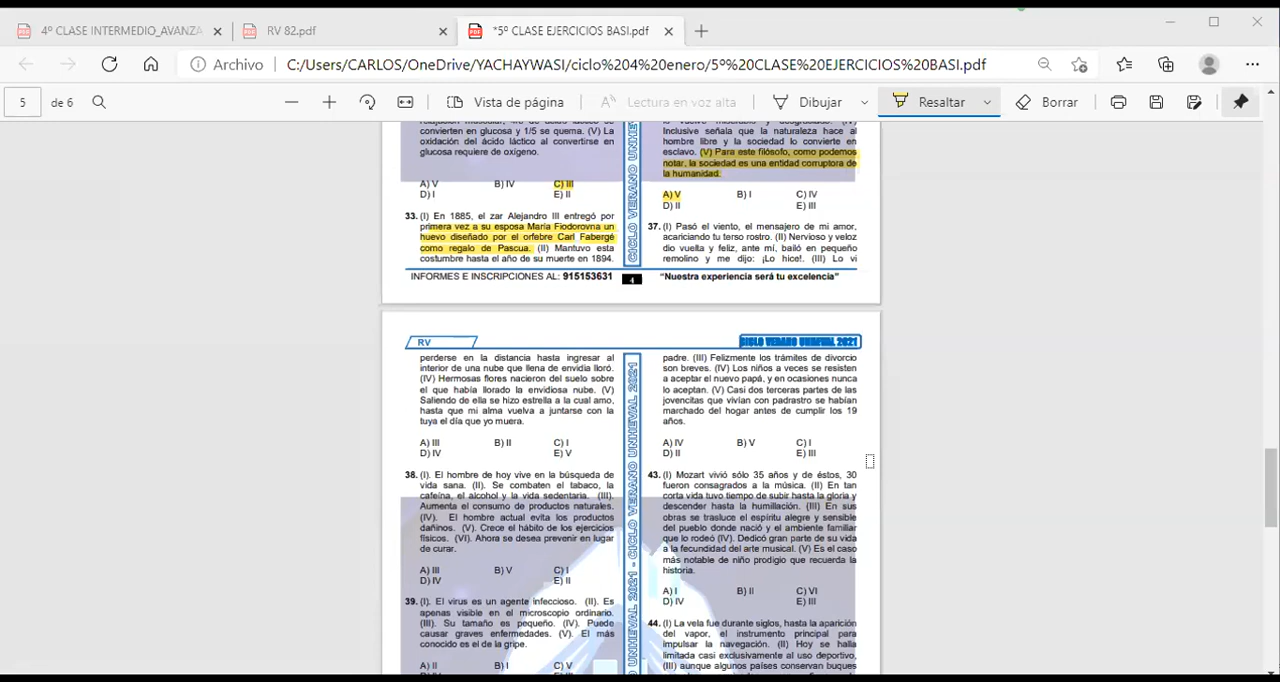 4º CLASE INTERMEDIO_AVANZA
RV 82.pdf
*5º CLASE EJERCICIOS BASI.pdf
Archivo
C:/Users/CARLOS/OneDrive/YACHAYWASI/ciclo%204%20enero/5º%20CLASE%20EJERCICIOS%20BASI.pdf
5 de 6
Vista de página
Lectura en voz alta
Dibujar
Resaltar
Borrar
convierten en glucosa y 1/5 se quema. (V) La
oxidación del ácido láctico al convertirse en
glucosa requiere de oxígeno.
A) V B) IV C) III
D) I E) II
33. (I) En 1885, el zar Alejandro III entregó por
primera vez a su esposa María Fiodorovna un
huevo diseñado por el orfebre Carl Fabergé
como regalo de Pascua. (II) Mantuvo esta
costumbre hasta el año de su muerte en 1894.
Inclusive señala que la naturaleza hace al
hombre libre y la sociedad lo convierte en
esclavo. (V) Para este filósofo, como podemos
notar, la sociedad es una entidad corruptora de
la humanidad.
A) V B) I C) IV
D) II E) III
37. (I) Pasó el viento, el mensajero de mi amor,
acariciando tu terso rostro. (II) Nervioso y veloz
dio vuelta y feliz, ante mí, bailó en pequeño
remolino y me dijo: ¡Lo hice!. (III) Lo vi
CICLO VERANO UNHE
INFORMES E INSCRIPCIONES AL: 915153631
4
“Nuestra experiencia será tu excelencia”
RV
CICLO VERANO UNHEVAL 2021
perderse en la distancia hasta ingresar al
interior de una nube que llena de envidia lloró.
(IV) Hermosas flores nacieron del suelo sobre
el que había llorado la envidiosa nube. (V)
Saliendo de ella se hizo estrella a la cual amo,
hasta que mi alma vuelva a juntarse con la
tuya el día que yo muera.
A) III B) II C) I
D) IV E) V
38. (I). El hombre de hoy vive en la búsqueda de
vida sana. (II). Se combaten el tabaco, la
cafeína, el alcohol y la vida sedentaria. (III).
Aumenta el consumo de productos naturales.
(IV). El hombre actual evita los productos
dañinos. (V). Crece el hábito de los ejercicios
físicos. (VI). Ahora se desea prevenir en lugar
de curar.
A) III B) V C) I
D) IV E) II
39. (I). El virus es un agente infeccioso. (II). Es
apenas visible en el microscopio ordinario.
(III). Su tamaño es pequeño. (IV). Puede
causar graves enfermedades. (V). El más
conocido es el de la gripe.
A) II B) I C) V
O UNHEVAL 2021 - CICLO VERANO UNHEVAL 2021
padre. (III) Felizmente los trámites de divorcio
son breves. (IV) Los niños a veces se resisten
a aceptar el nuevo papá, y en ocasiones nunca
lo aceptan. (V) Casi dos terceras partes de las
jovencitas que vivían con padrastro se habían
marchado del hogar antes de cumplir los 19
años.
A) IV B) V C) I
D) II E) III
43. (I) Mozart vivió sólo 35 años y de éstos, 30
fueron consagrados a la música. (II) En tan
corta vida tuvo tiempo de subir hasta la gloria y
descender hasta la humillación. (III) En sus
obras se trasluce el espíritu alegre y sensible
del pueblo donde nació y el ambiente familiar
que lo rodeó (IV). Dedicó gran parte de su vida
a la fecundidad del arte musical. (V) Es el caso
más notable de niño prodigio que recuerda la
historia.
A) I B) II C) VI
D) IV E) III
44. (I) La vela fue durante siglos, hasta la aparición
del vapor, el instrumento principal para
impulsar la navegación. (II) Hoy se halla
limitada casi exclusivamente al uso deportivo,
(III) aunque algunos países conservan buques